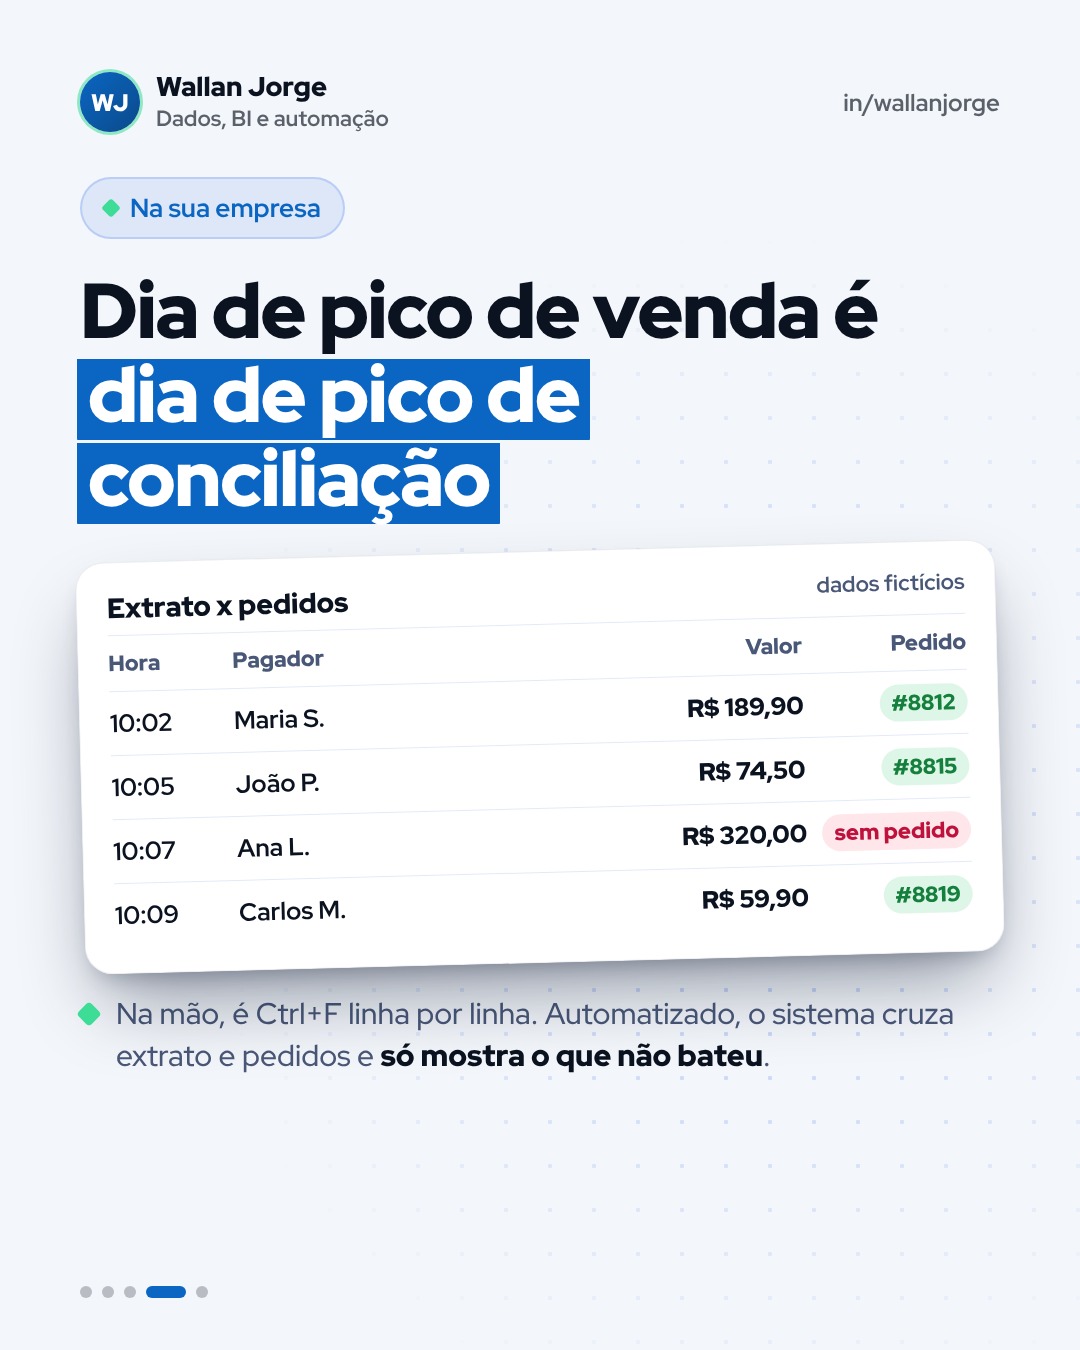 WJ
Wallan Jorge
Dados, BI e automação
in/wallanjorge
Na sua empresa
Dia de pico de venda é
dia de pico de
conciliação
Extrato x pedidos
dados fictícios
Hora Pagador Valor Pedido
10:02 Maria S. R$ 189,90 #8812
10:05 João P. R$ 74,50 #8815
10:07 Ana L. R$ 320,00 sem pedido
10:09 Carlos M. R$ 59,90 #8819
Na mão, é Ctrl+F linha por linha. Automatizado, o sistema cruza
extrato e pedidos e só mostra o que não bateu.